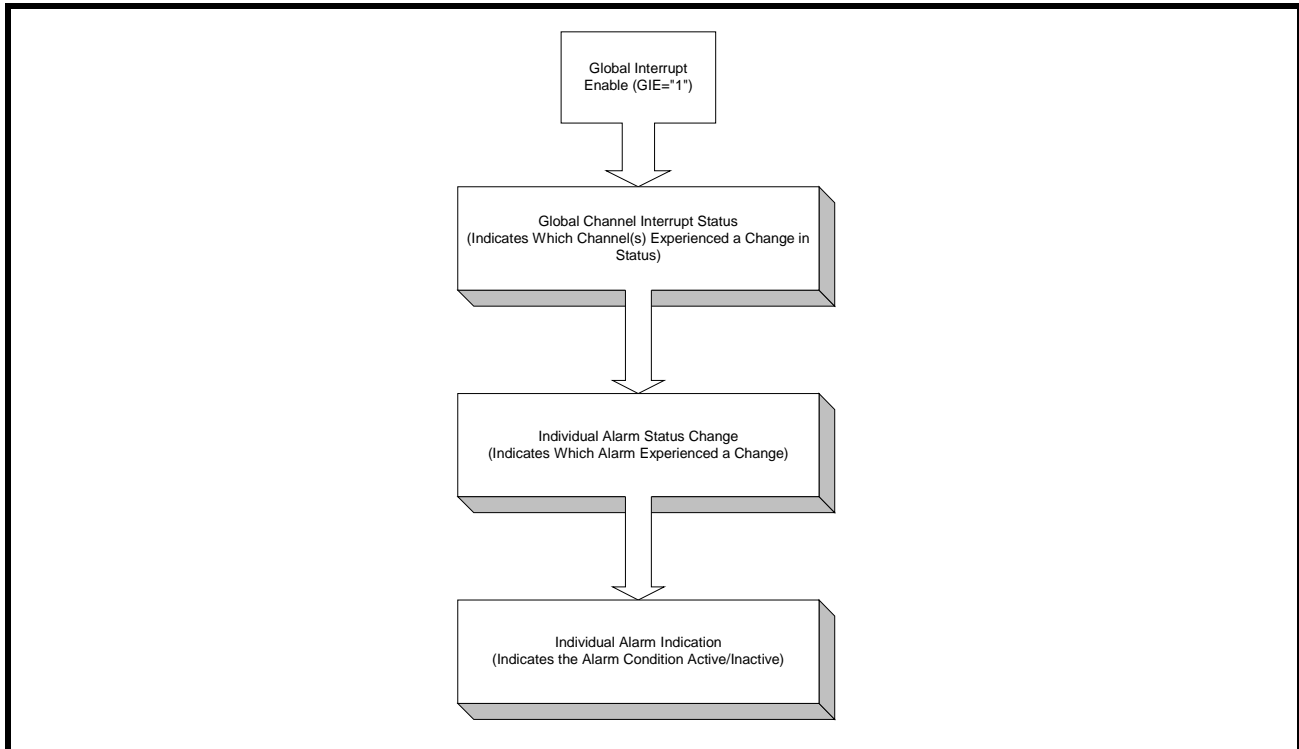 Global Interrupt
Enable (GIE="1")
Global Channel Interrupt Status
(Indicates Which Channel(s) Experienced a Change in
Status)
Individual Alarm Status Change
(Indicates Which Alarm Experienced a Change)
Individual Alarm Indication
(Indicates the Alarm Condition Active/Inactive)